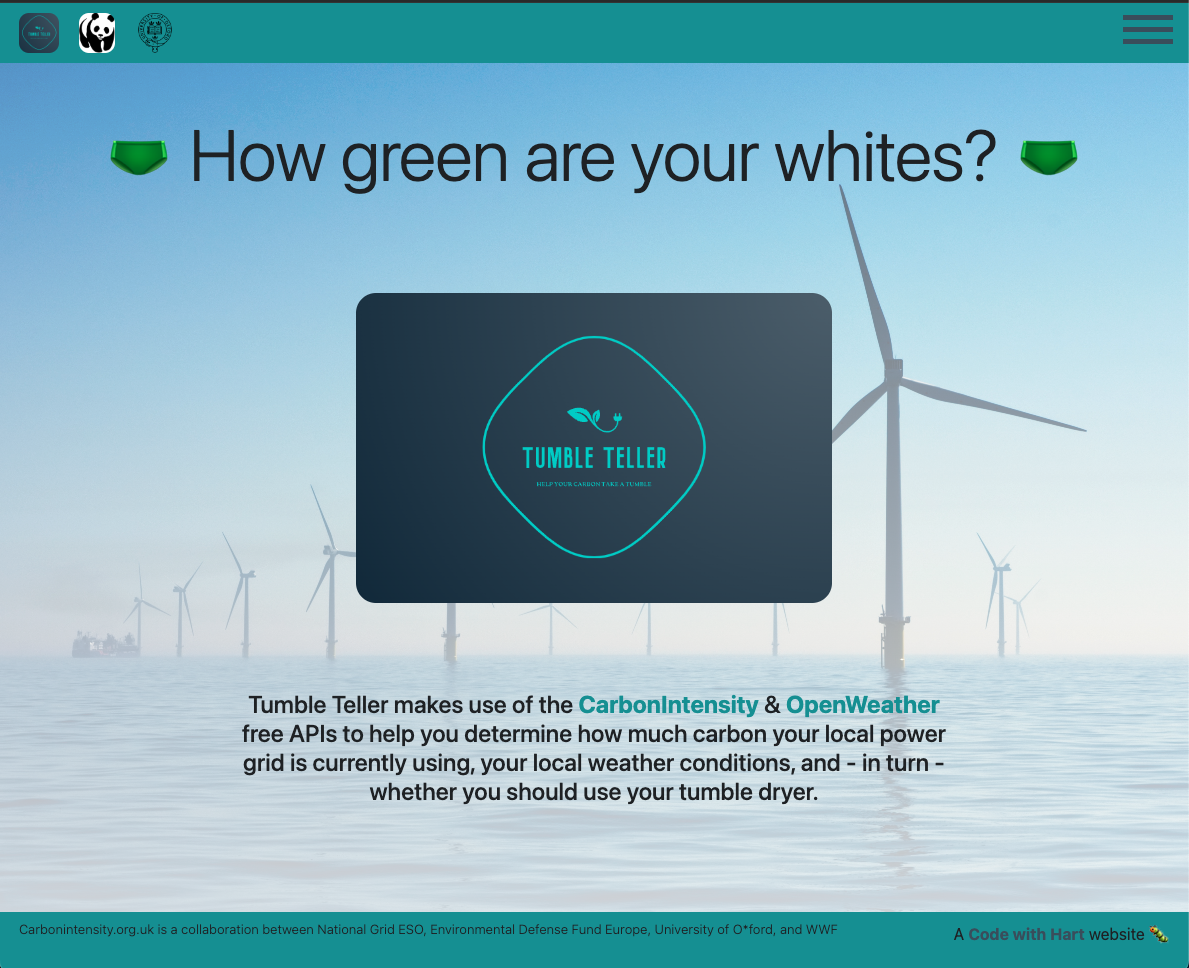 TUMBLE TELLER
How green are your whites?
TUMBLE TELLER
HELP YOUR CARBON TAKE A TUMBLE
Tumble Teller makes use of the CarbonIntensity & OpenWeather
free APIs to help you determine how much carbon your local power
grid is currently using, your local weather conditions, and - in turn -
whether you should use your tumble dryer.
Carbonintensity.org.uk is a collaboration between National Grid ESO, Environmental Defense Fund Europe, University of O*ford, and WWF
A Code with Hart website